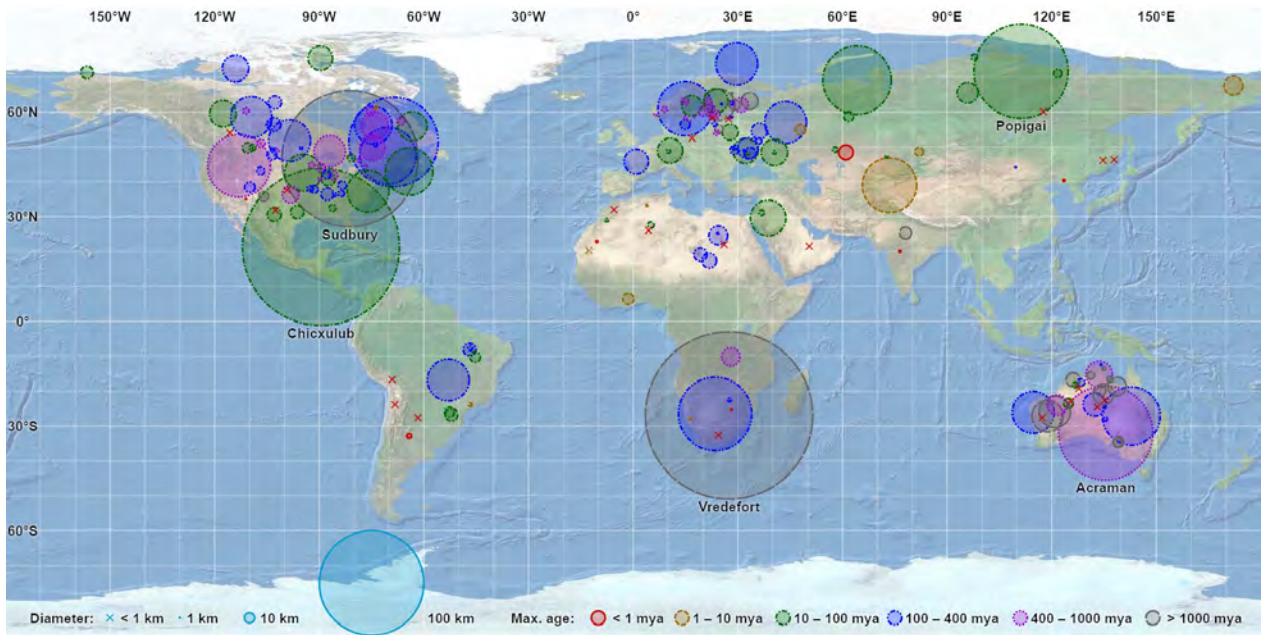 150°W 120°W 90°W 60°W 30°W 0° 30°E 60°E 90°E 120°E 150°E
60°N
Popigai
30°N
Sudbury
0°
Chicxulub
30°S
Acraman
Vredefort
60°S
Diameter: × < 1 km · 1 km 10 km 100 km Max. age: < 1 mya 1 – 10 mya 10 – 100 mya 100 – 400 mya 400 – 1000 mya > 1000 mya